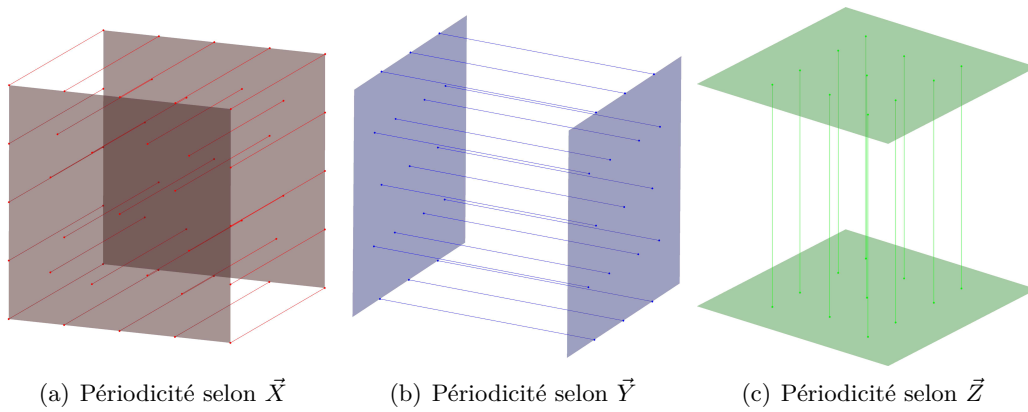 (a) Périodicité selon $\vec{X}$
(b) Périodicité selon $\vec{Y}$
(c) Périodicité selon $\vec{Z}$